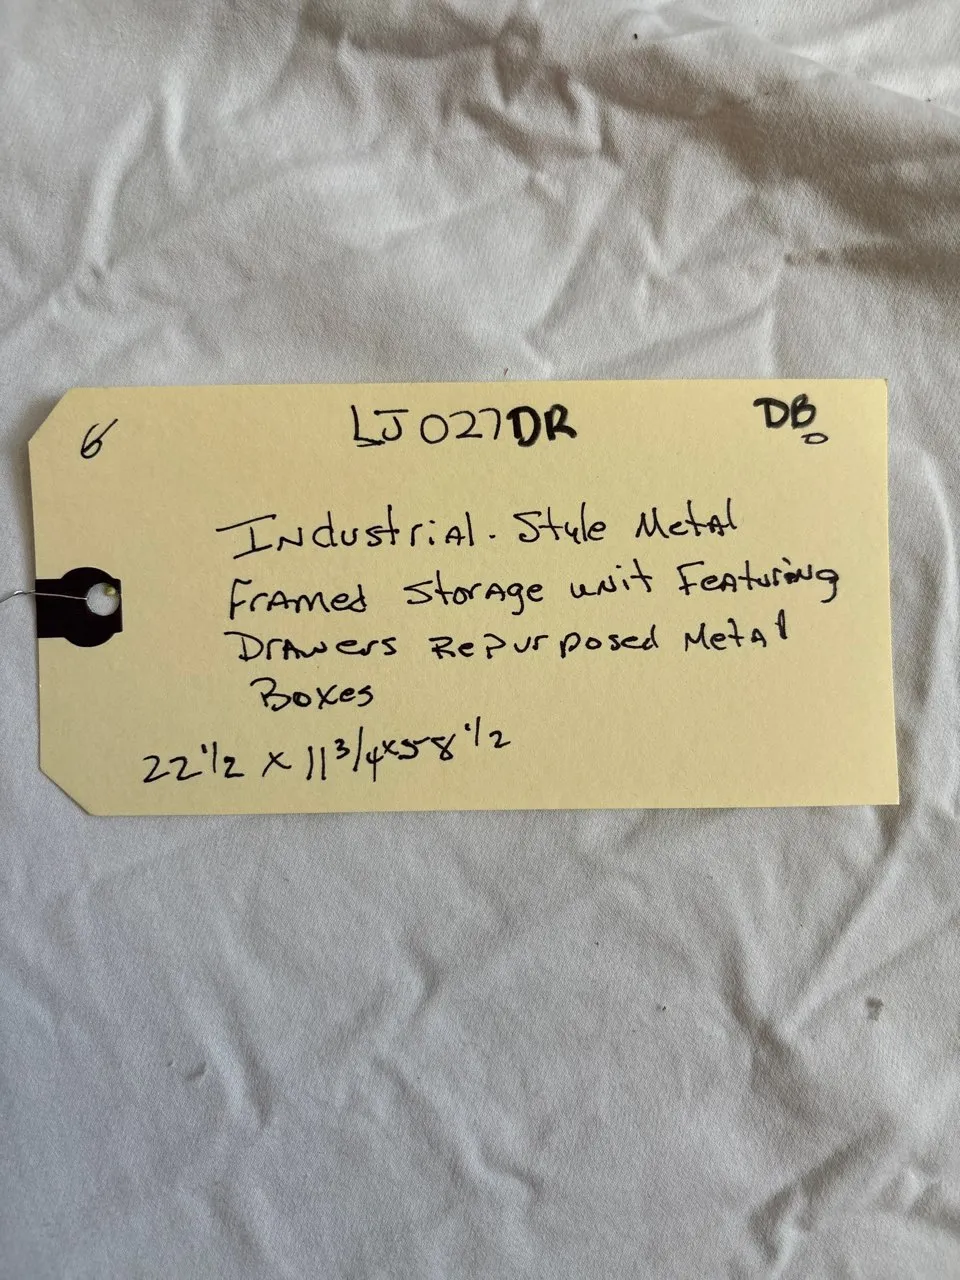 6 LJ027DR DB
Industrial-Style Metal
Framed Storage unit Featuring
Drawers Repurposed Metal
Boxes
22 1/2 x 11 3/4 x 58 1/2